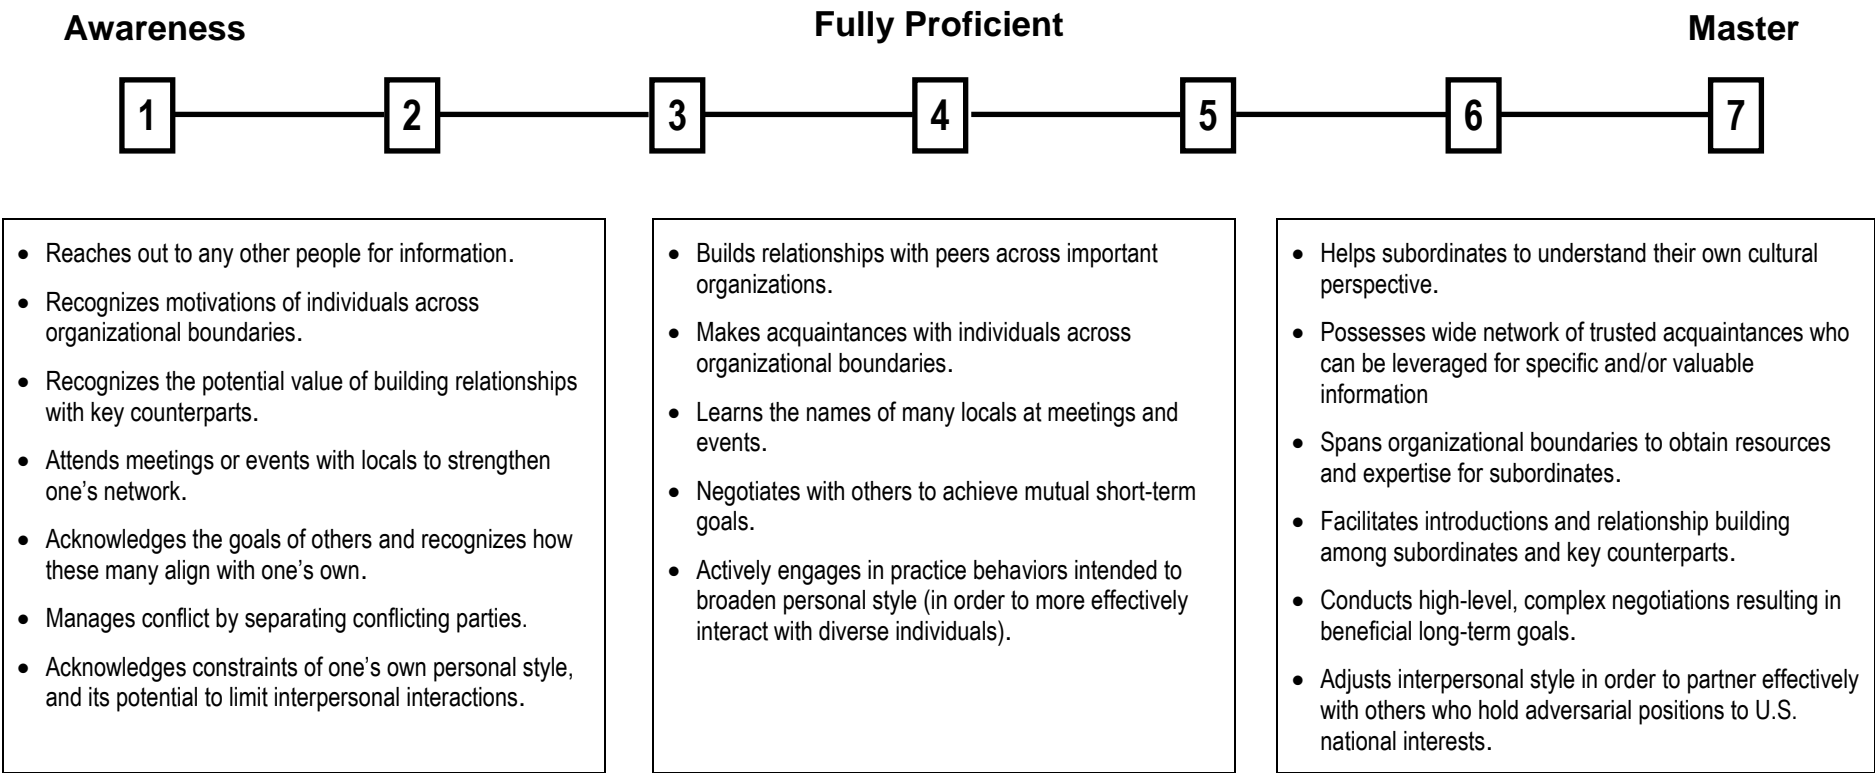 Awareness
Fully Proficient
Master
1 2 3 4 5 6 7
• Reaches out to any other people for information.
• Recognizes motivations of individuals across
organizational boundaries.
• Recognizes the potential value of building relationships
with key counterparts.
• Attends meetings or events with locals to strengthen
one’s network.
• Acknowledges the goals of others and recognizes how
these many align with one’s own.
• Manages conflict by separating conflicting parties.
• Acknowledges constraints of one’s own personal style,
and its potential to limit interpersonal interactions.
• Builds relationships with peers across important
organizations.
• Makes acquaintances with individuals across
organizational boundaries.
• Learns the names of many locals at meetings and
events.
• Negotiates with others to achieve mutual short-term
goals.
• Actively engages in practice behaviors intended to
broaden personal style (in order to more effectively
interact with diverse individuals).
• Helps subordinates to understand their own cultural
perspective.
• Possesses wide network of trusted acquaintances who
can be leveraged for specific and/or valuable
information
• Spans organizational boundaries to obtain resources
and expertise for subordinates.
• Facilitates introductions and relationship building
among subordinates and key counterparts.
• Conducts high-level, complex negotiations resulting in
beneficial long-term goals.
• Adjusts interpersonal style in order to partner effectively
with others who hold adversarial positions to U.S.
national interests.